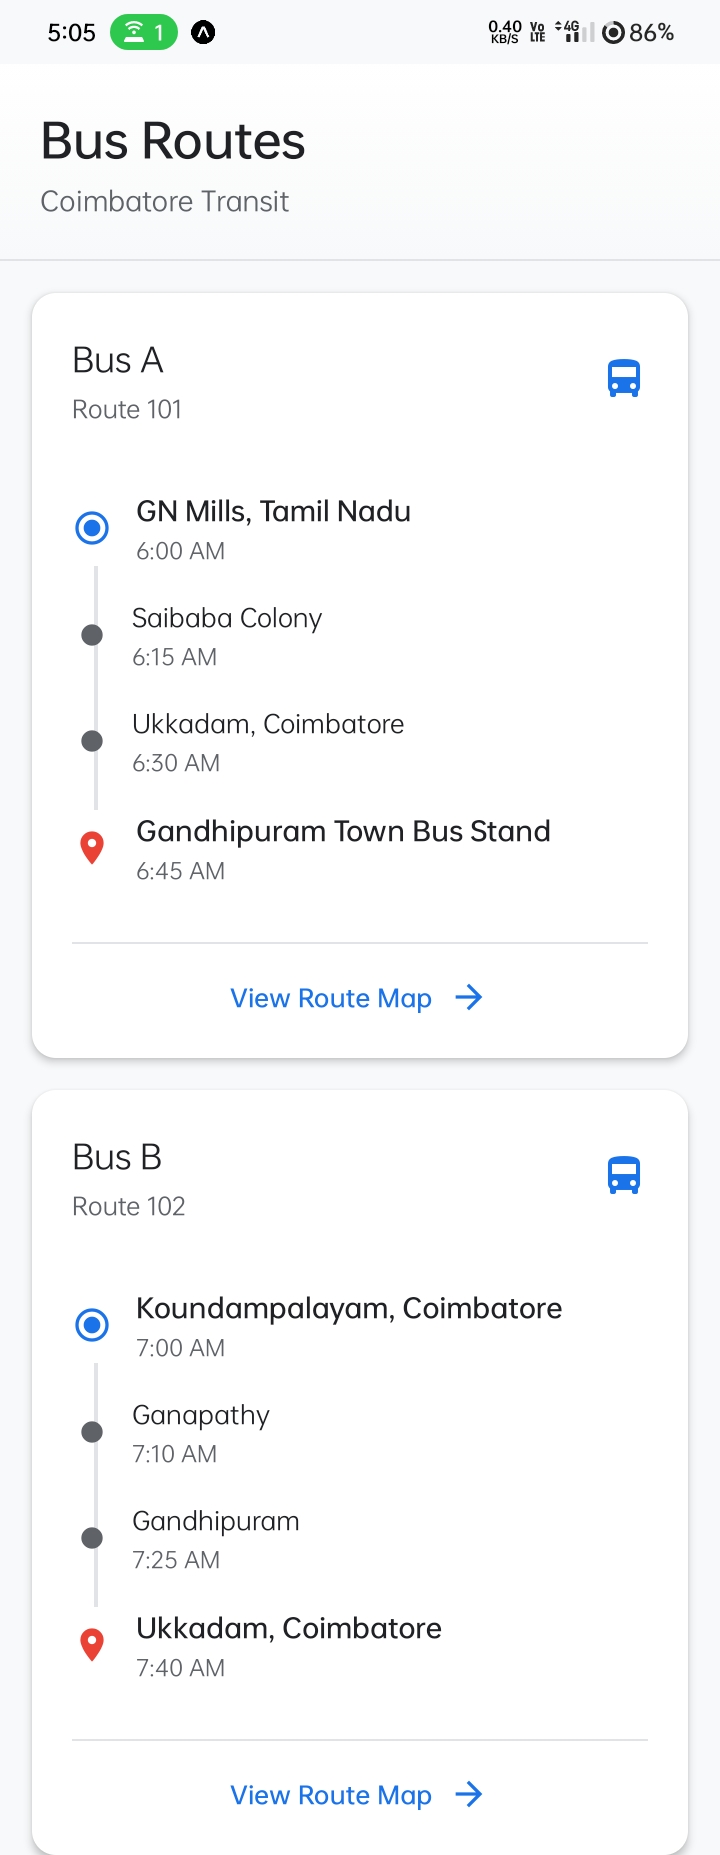 5:05 1 0.40 KB/S Vo LTE 4G 86%
Bus Routes
Coimbatore Transit
Bus A
Route 101
GN Mills, Tamil Nadu
6:00 AM
Saibaba Colony
6:15 AM
Ukkadam, Coimbatore
6:30 AM
Gandhipuram Town Bus Stand
6:45 AM
View Route Map
Bus B
Route 102
Koundampalayam, Coimbatore
7:00 AM
Ganapathy
7:10 AM
Gandhipuram
7:25 AM
Ukkadam, Coimbatore
7:40 AM
View Route Map